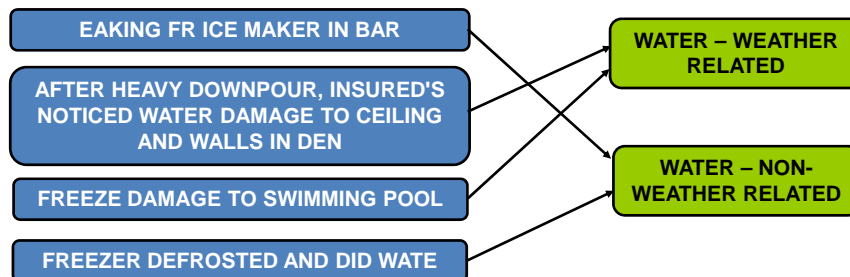 EAKING FR ICE MAKER IN BAR
AFTER HEAVY DOWNPOUR, INSURED'S
NOTICED WATER DAMAGE TO CEILING
AND WALLS IN DEN
FREEZE DAMAGE TO SWIMMING POOL
FREEZER DEFROSTED AND DID WATE
WATER – WEATHER
RELATED
WATER – NON-
WEATHER RELATED